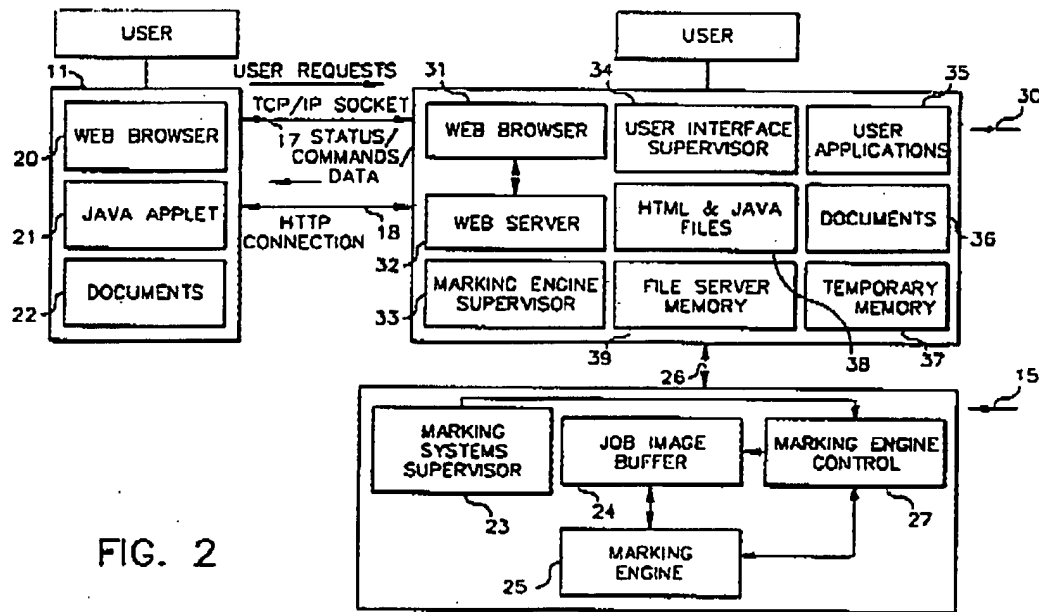 USER
USER
11
USER REQUESTS
31
34
35
30
TCP/IP SOCKET
WEB BROWSER
20
17 STATUS/
COMMANDS/
DATA
WEB BROWSER
USER INTERFACE
SUPERVISOR
USER
APPLICATIONS
JAVA APPLET
21
HTTP
CONNECTION
18
WEB SERVER
32
HTML & JAVA
FILES
DOCUMENTS
36
DOCUMENTS
22
MARKING ENGINE
SUPERVISOR
33
FILE SERVER
MEMORY
TEMPORARY
MEMORY
39
38
37
26
15
MARKING
SYSTEMS
SUPERVISOR
23
JOB IMAGE
BUFFER
24
MARKING ENGINE
CONTROL
27
MARKING
ENGINE
25
FIG. 2